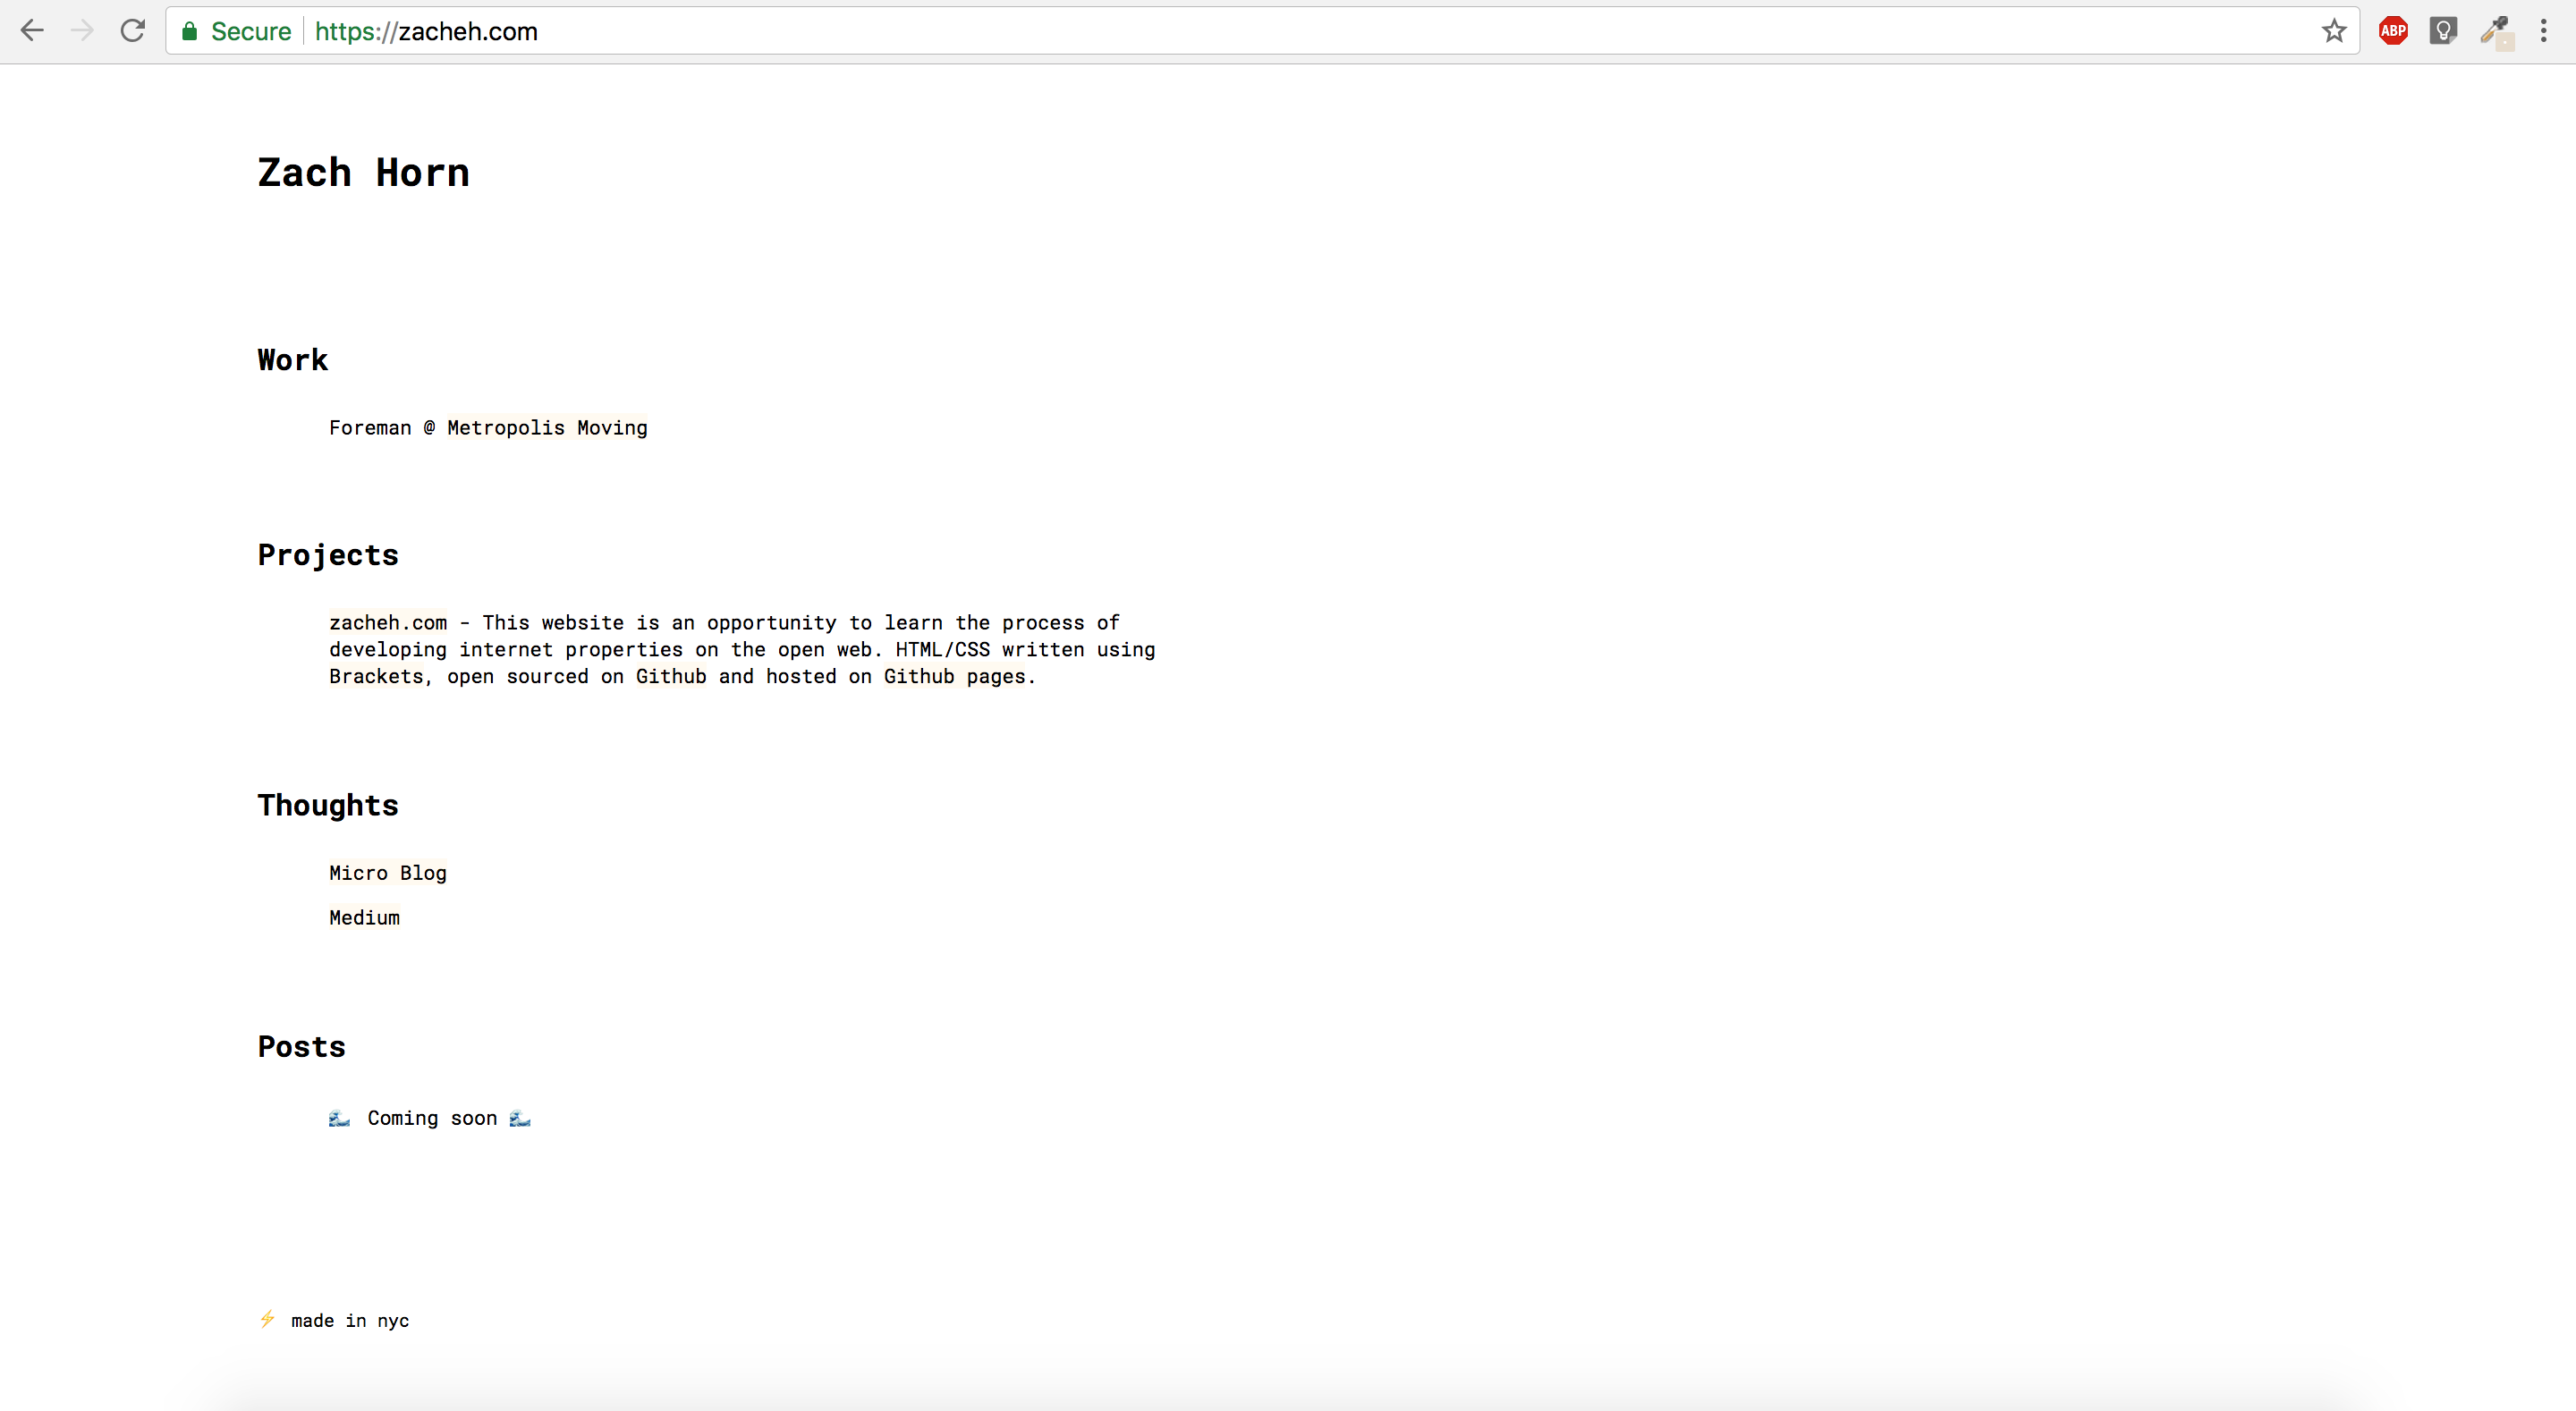 Secure https://zacheh.com
ABP
Zach Horn
Work
Foreman @ Metropolis Moving
Projects
zacheh.com - This website is an opportunity to learn the process of
developing internet properties on the open web. HTML/CSS written using
Brackets, open sourced on Github and hosted on Github pages.
Thoughts
Micro Blog
Medium
Posts
🌊 Coming soon 🌊
⚡ made in nyc